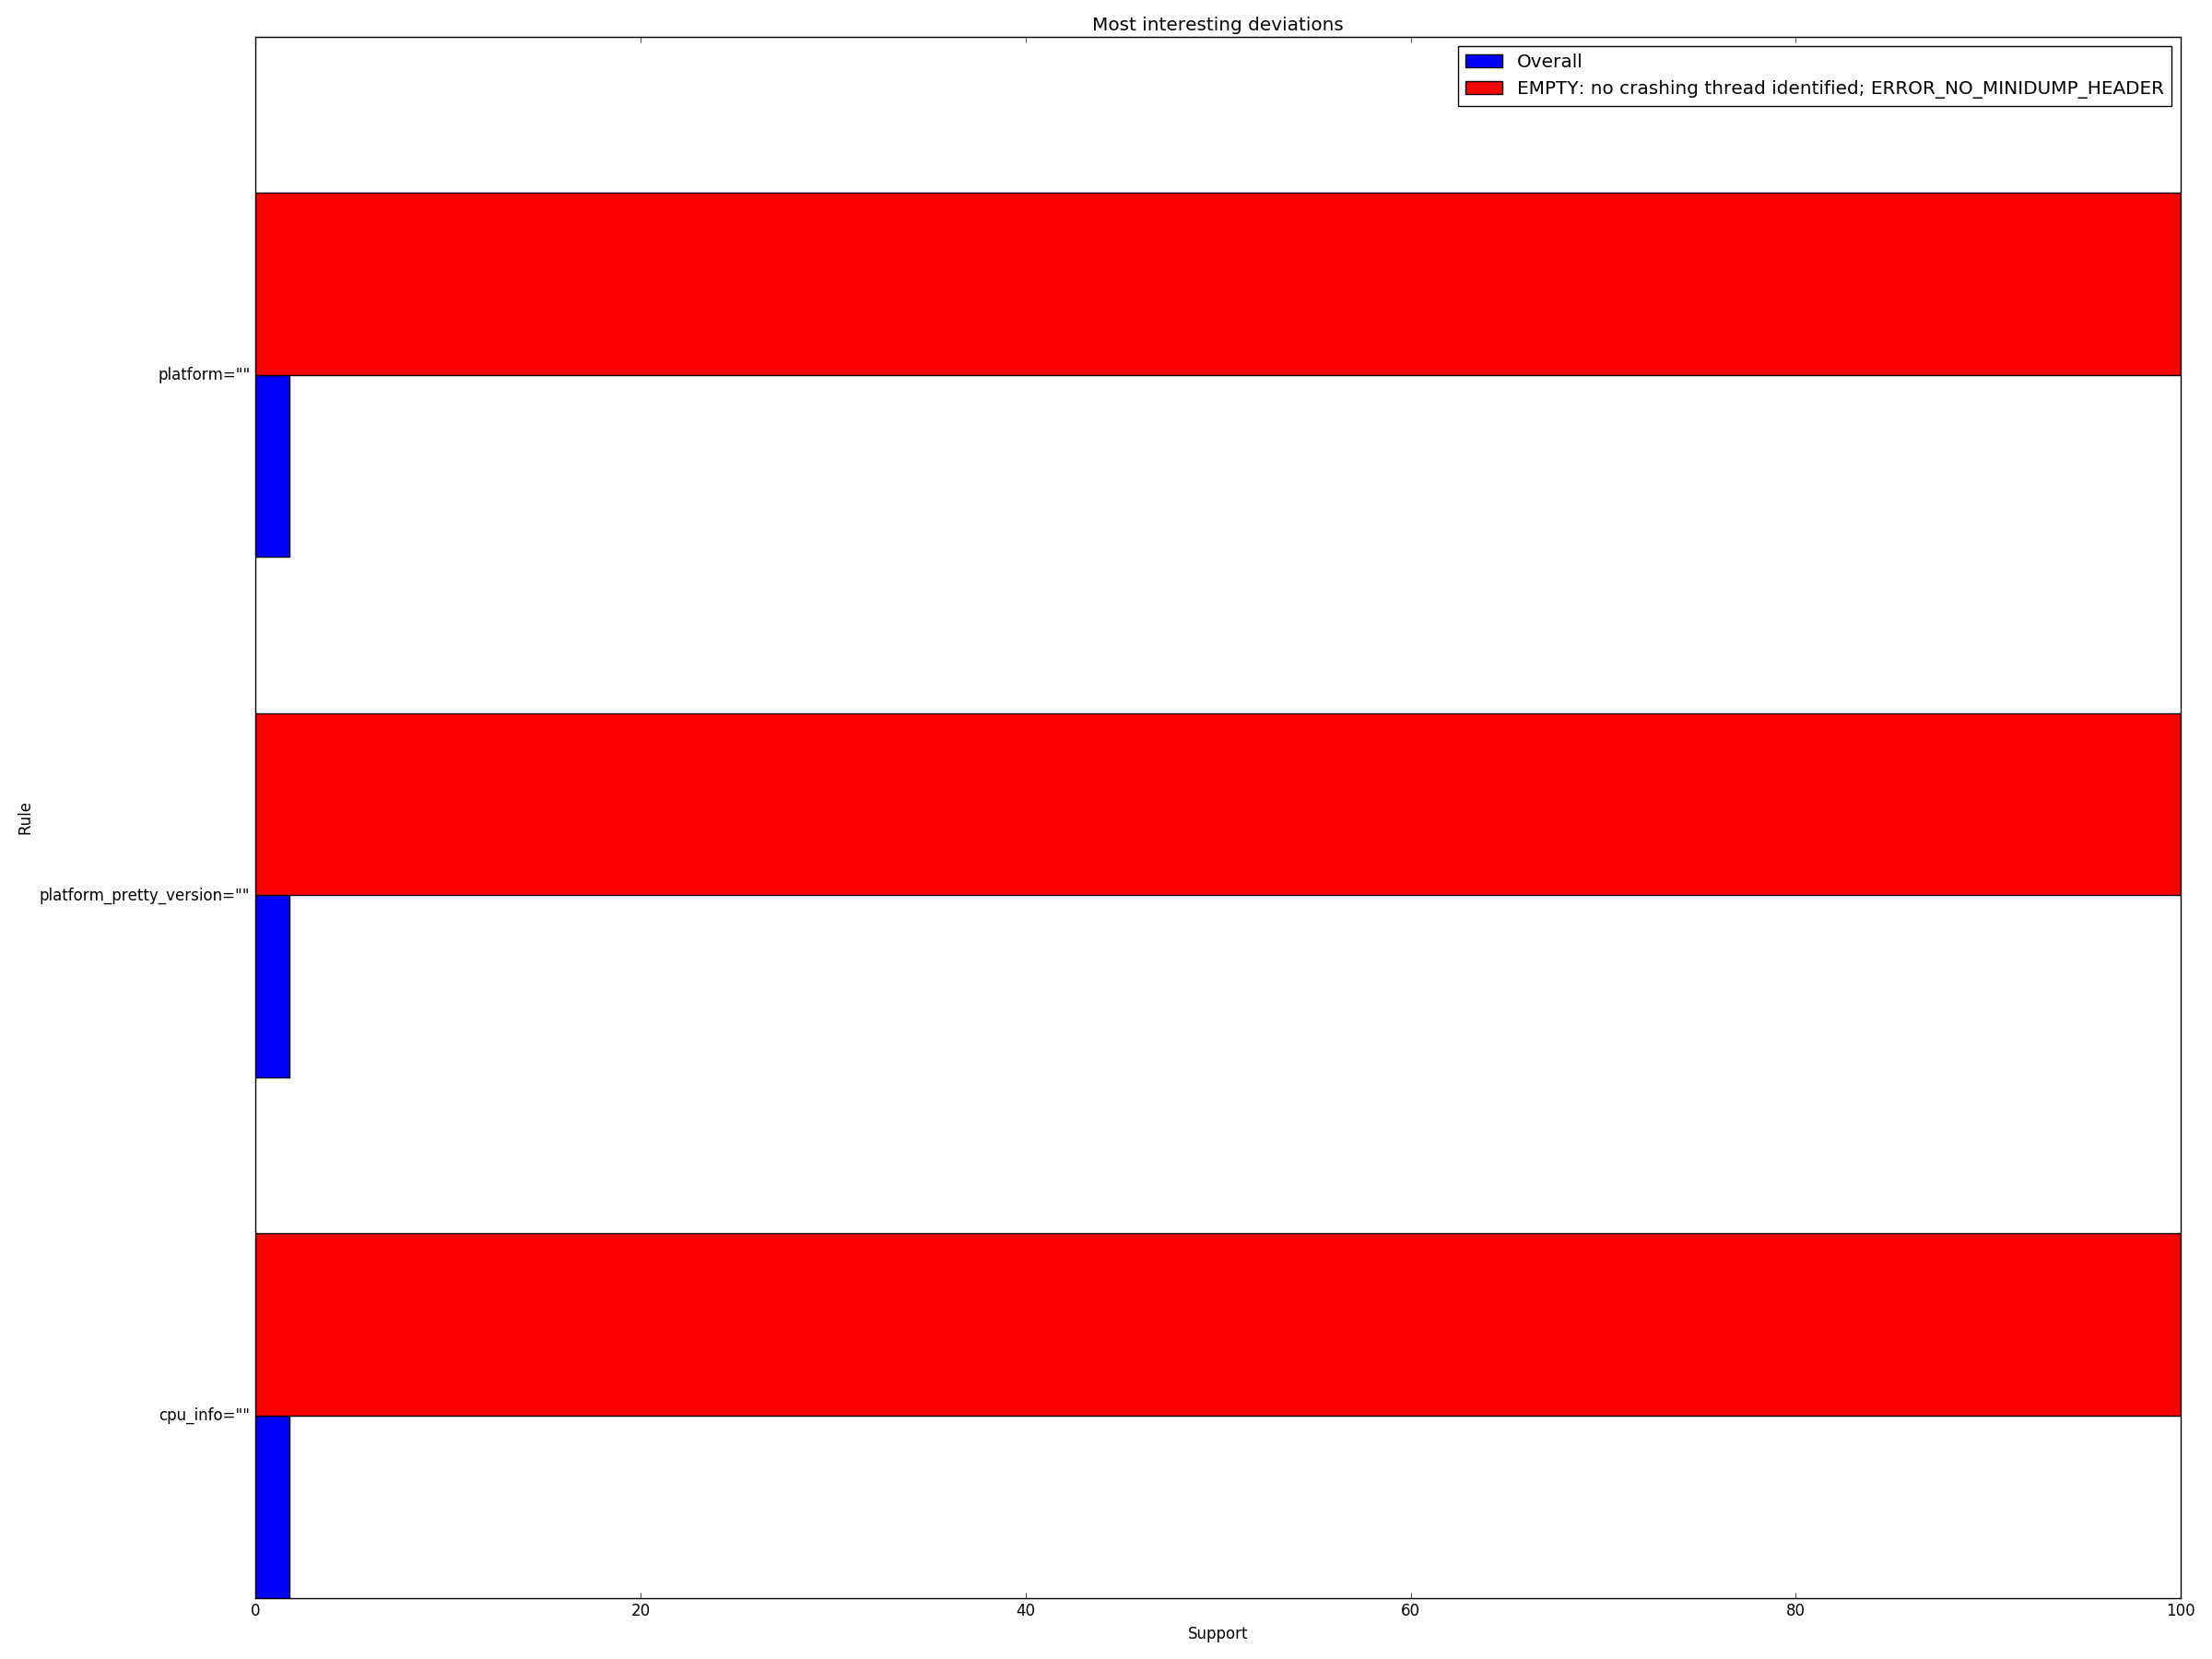 Most interesting deviations
Overall
EMPTY: no crashing thread identified; ERROR_NO_MINIDUMP_HEADER
platform=""
platform_pretty_version=""
cpu_info=""
Rule
0 20 40 60 80 100
Support